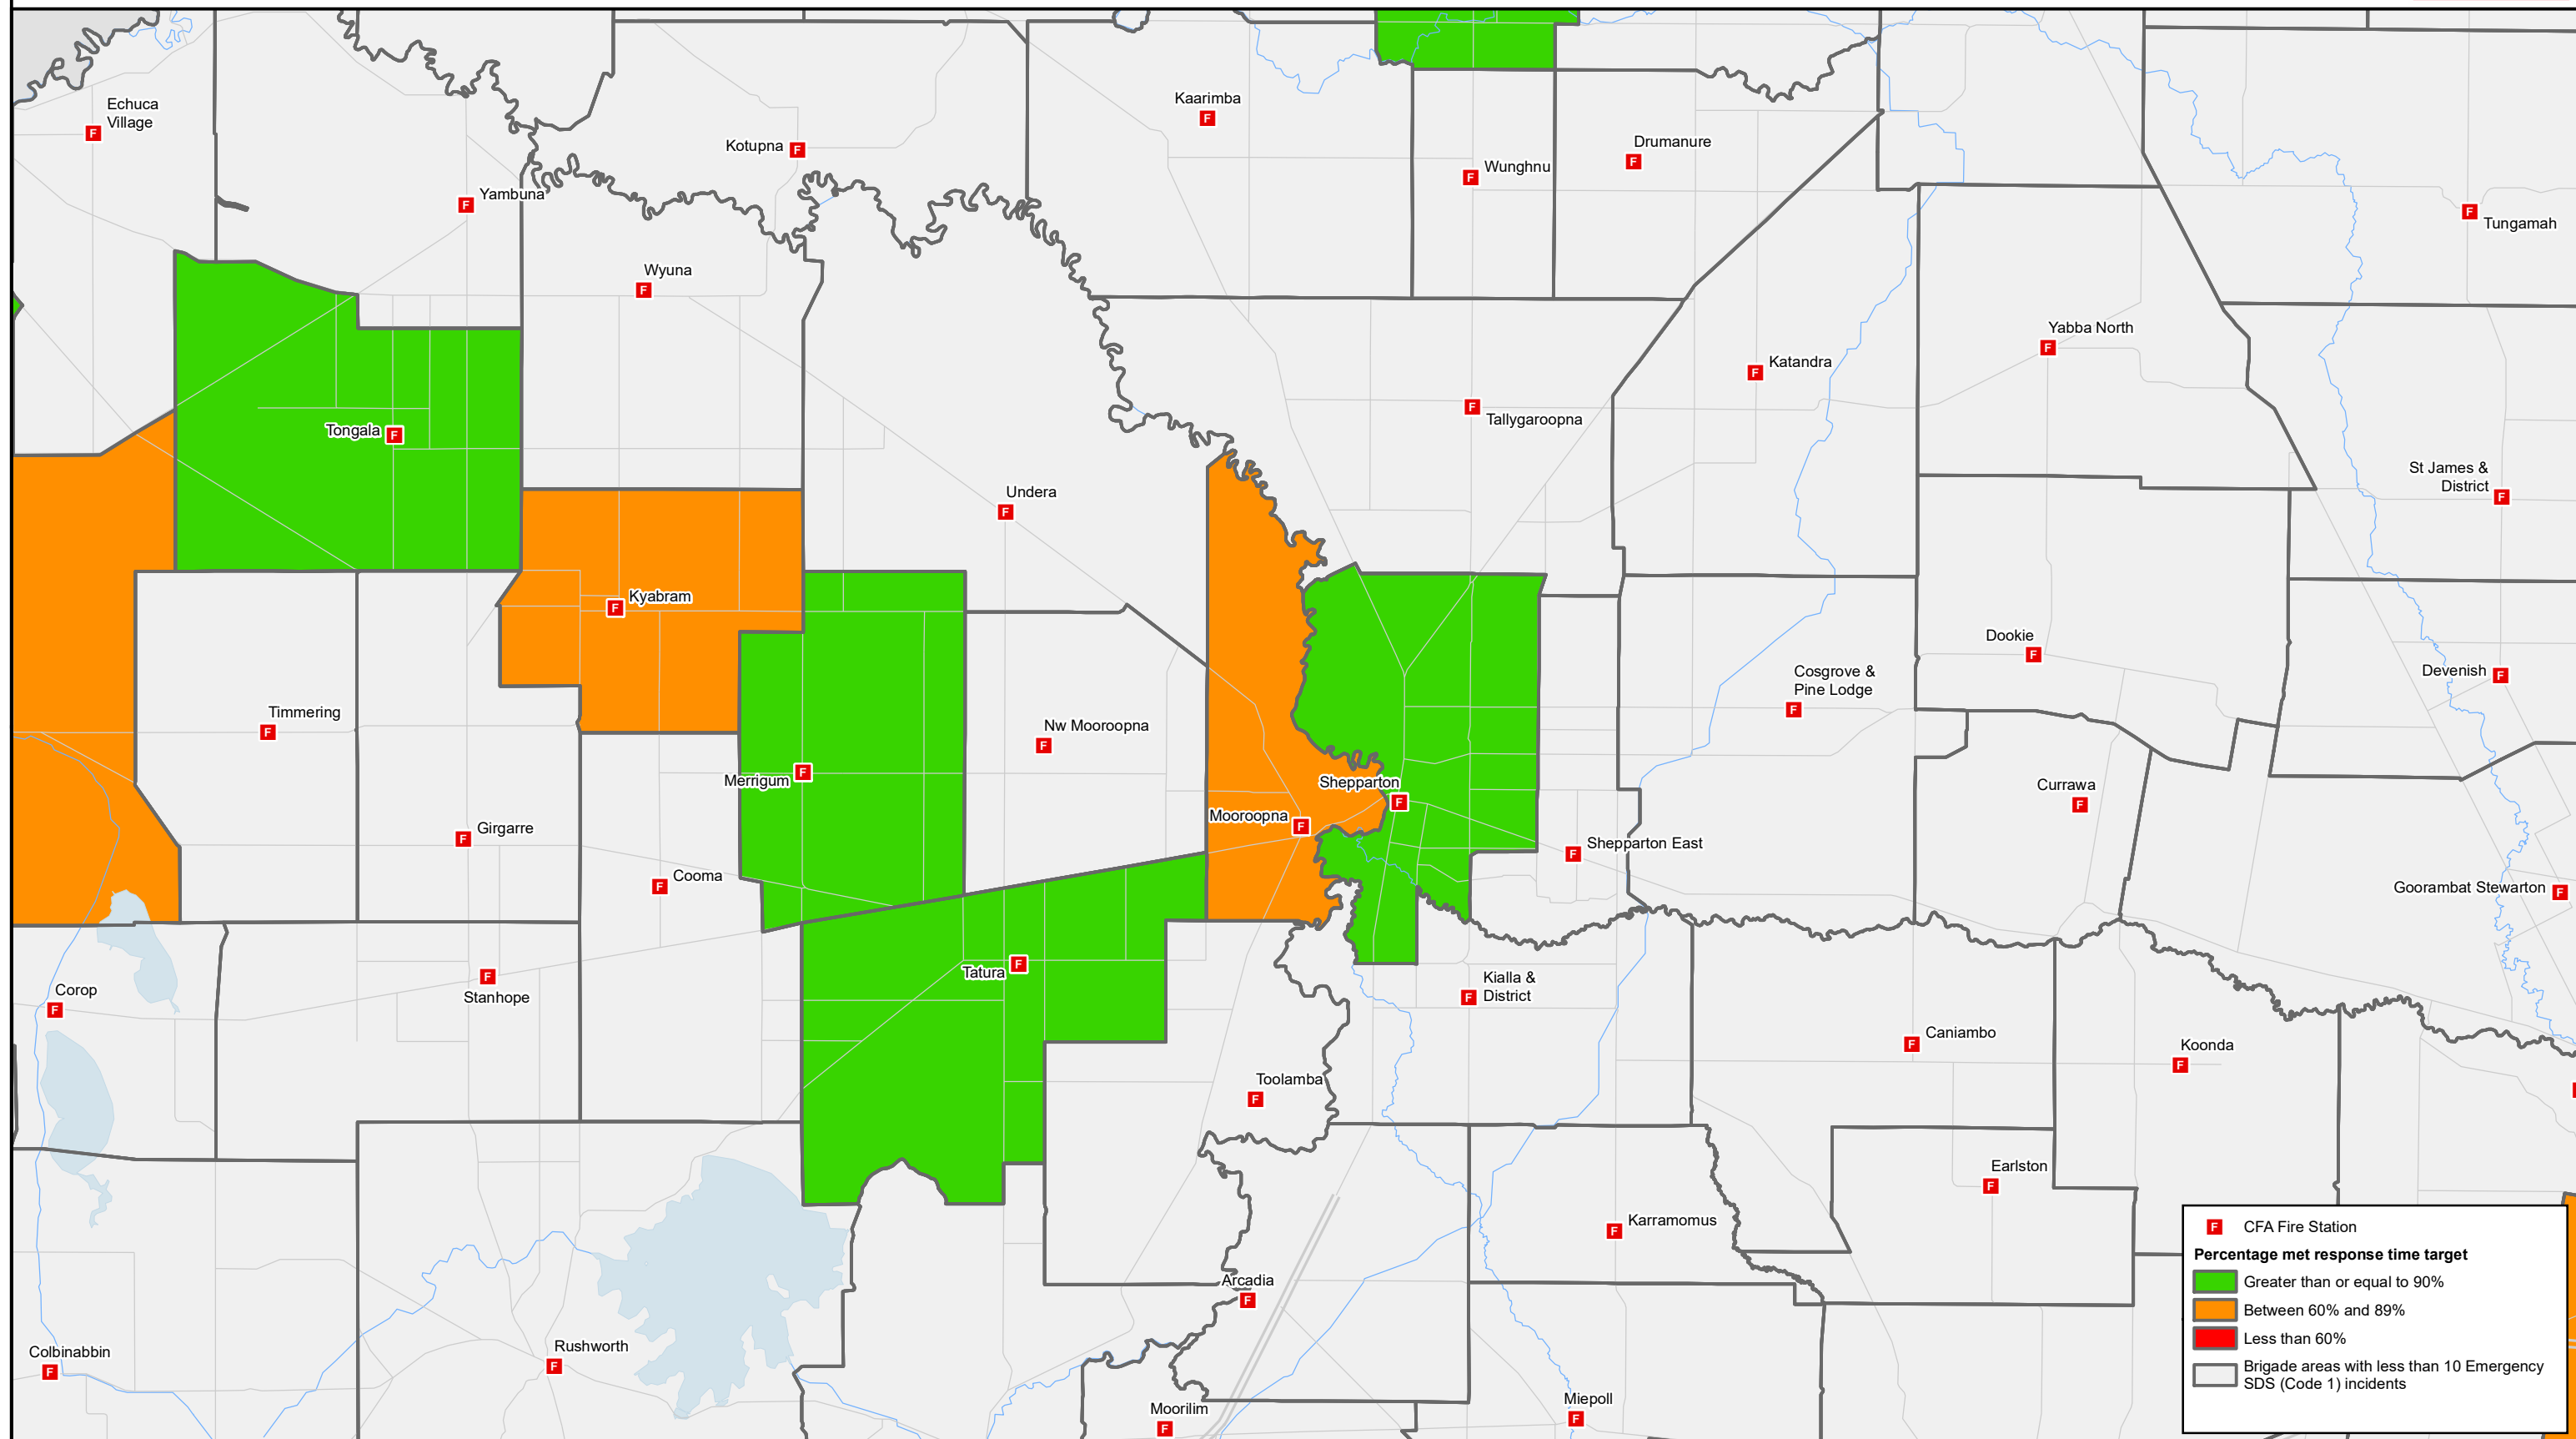 Echuca
Village
Kaarimba
Kotupna
Drumanure
Wunghnu
Yambuna
Tungamah
Wyuna
Yabba North
Katandra
Tallygaroopna
Tongala
St James &
District
Undera
Kyabram
Dookie
Devenish
Cosgrove &
Pine Lodge
Timmering
Nw Mooroopna
Merrigum
Shepparton
Currawa
Mooroopna
Girgarre
Shepparton East
Cooma
Goorambat Stewarton
Tatura
Kialla &
District
Corop
Stanhope
Caniambo
Koonda
Toolamba
Earlston
Karramomus
Arcadia
Rushworth
Colbinabbin
Moorilim
Miepoll
F CFA Fire Station
Percentage met response time target
Greater than or equal to 90%
Between 60% and 89%
Less than 60%
Brigade areas with less than 10 Emergency
SDS (Code 1) incidents